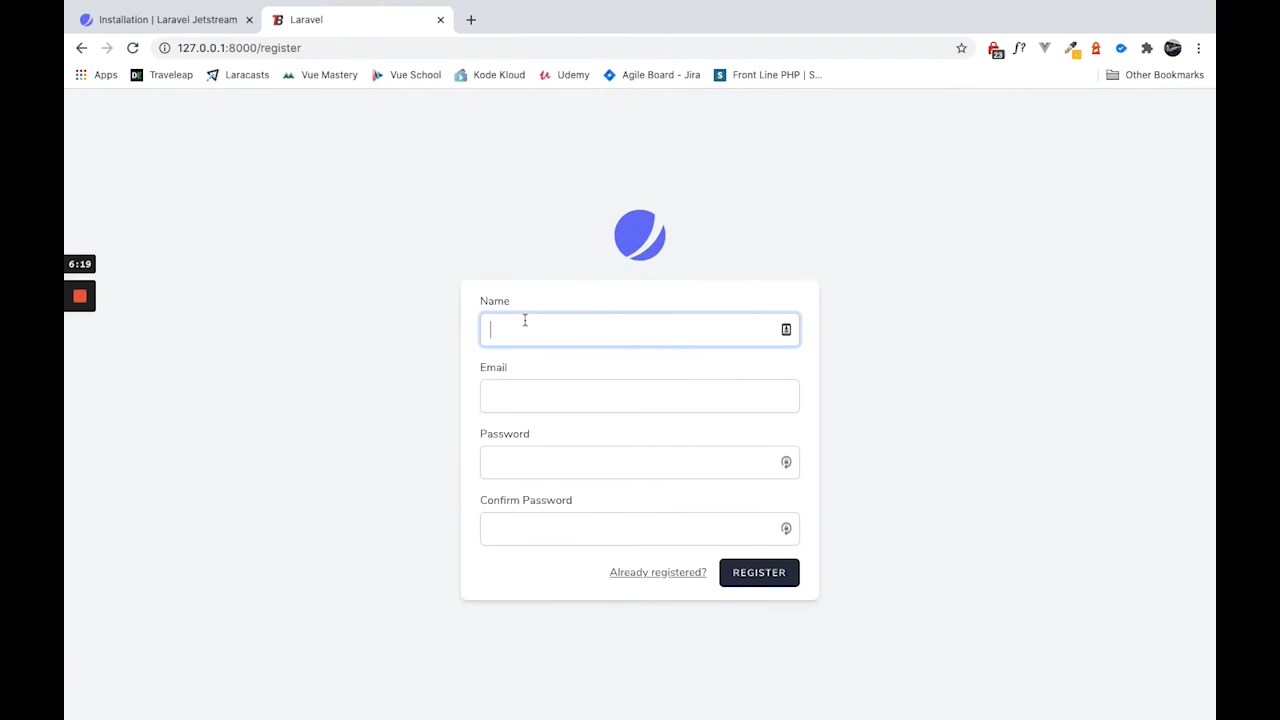 Installation | Laravel Jetstream
Laravel
127.0.0.1:8000/register
23
f?
Apps
DE
Traveleap
Laracasts
Vue Mastery
Vue School
Kode Kloud
Udemy
Agile Board - Jira
S
Front Line PHP | S...
Other Bookmarks
6:19
Name
Email
Password
Confirm Password
Already registered?
REGISTER